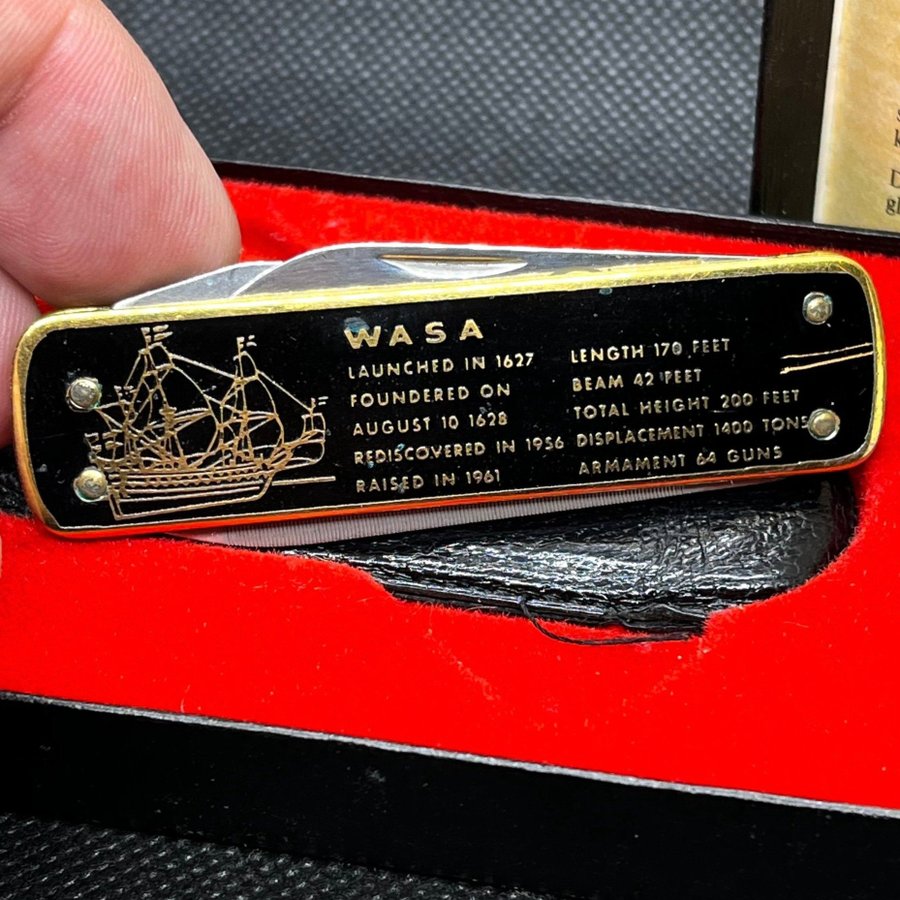 WASA
LAUNCHED IN 1627
FOUNDERED ON
AUGUST 10 1628
REDISCOVERED IN 1956
RAISED IN 1961
LENGTH 170 FEET
BEAM 42 FEET
TOTAL HEIGHT 200 FEET
DISPLACEMENT 1400 TONS
ARMAMENT 64 GUNS